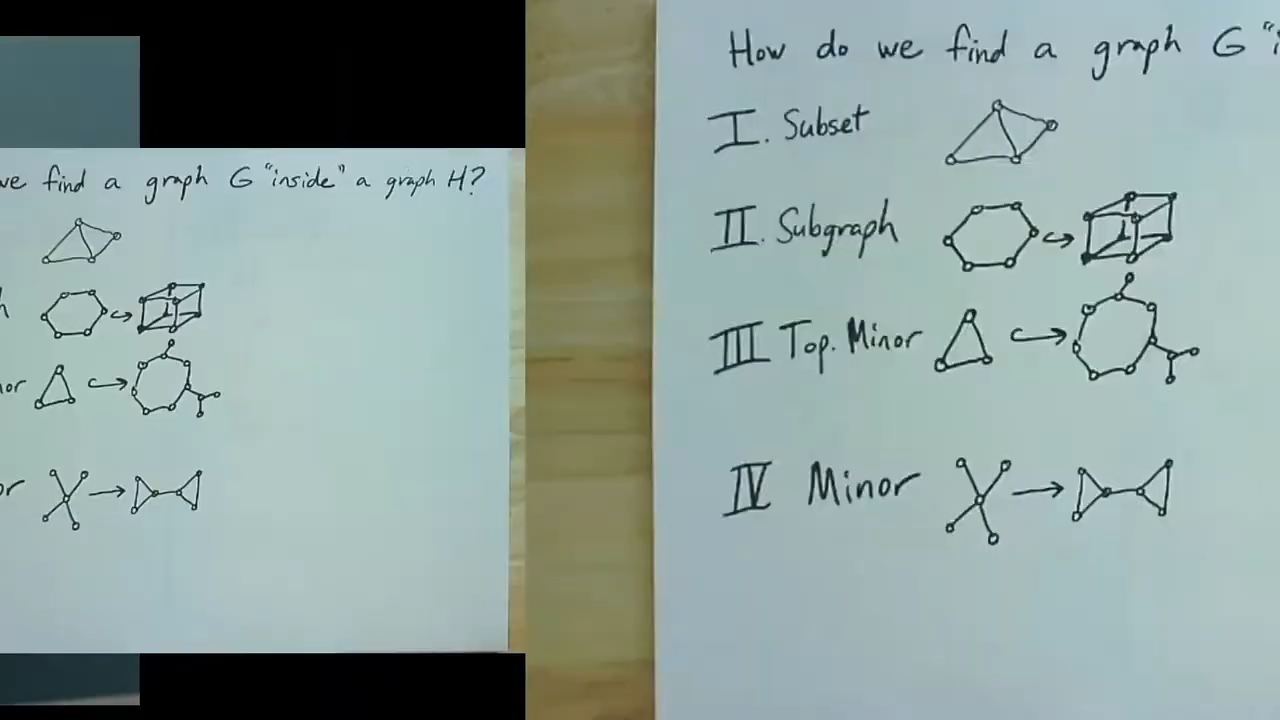 we find a graph G "inside" a graph H?
How do we find a graph G "i
I. Subset
II. Subgraph
III Top. Minor
IV Minor